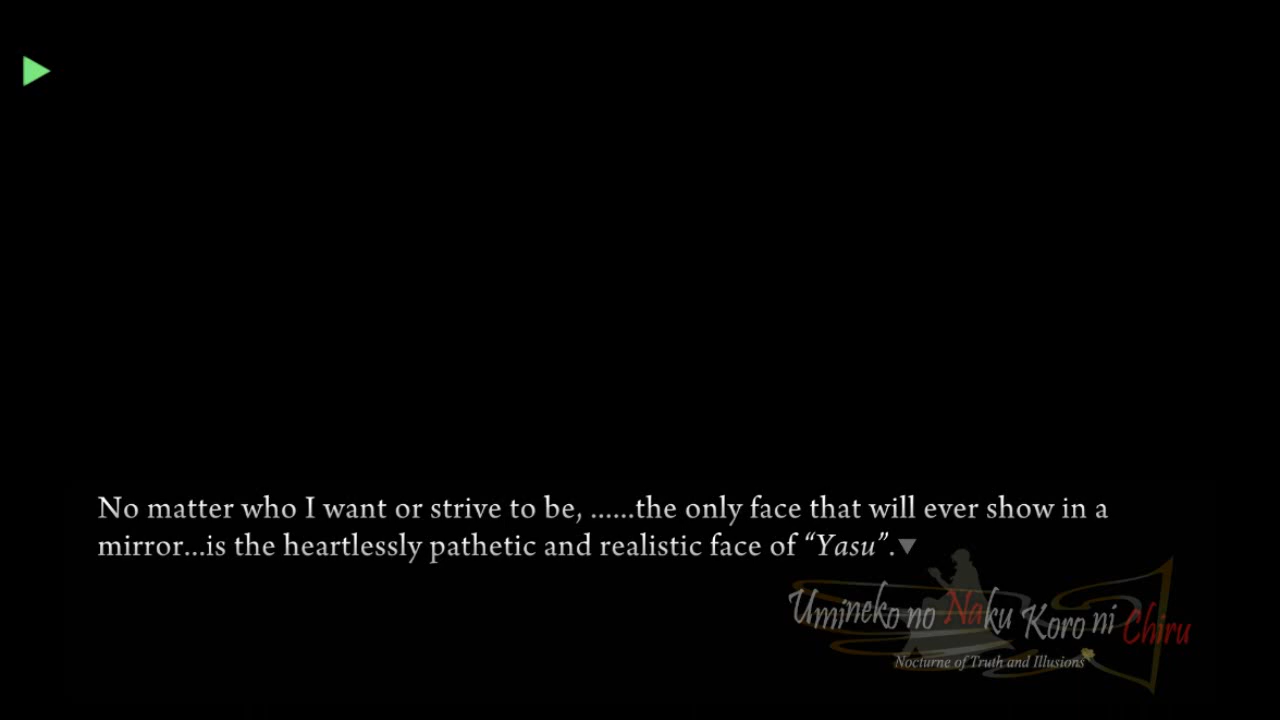 No matter who I want or strive to be, ......the only face that will ever show in a
mirror...is the heartlessly pathetic and realistic face of “Yasu”.
Umineko no Naku Koro ni Chiru
Nocturne of Truth and Illusions